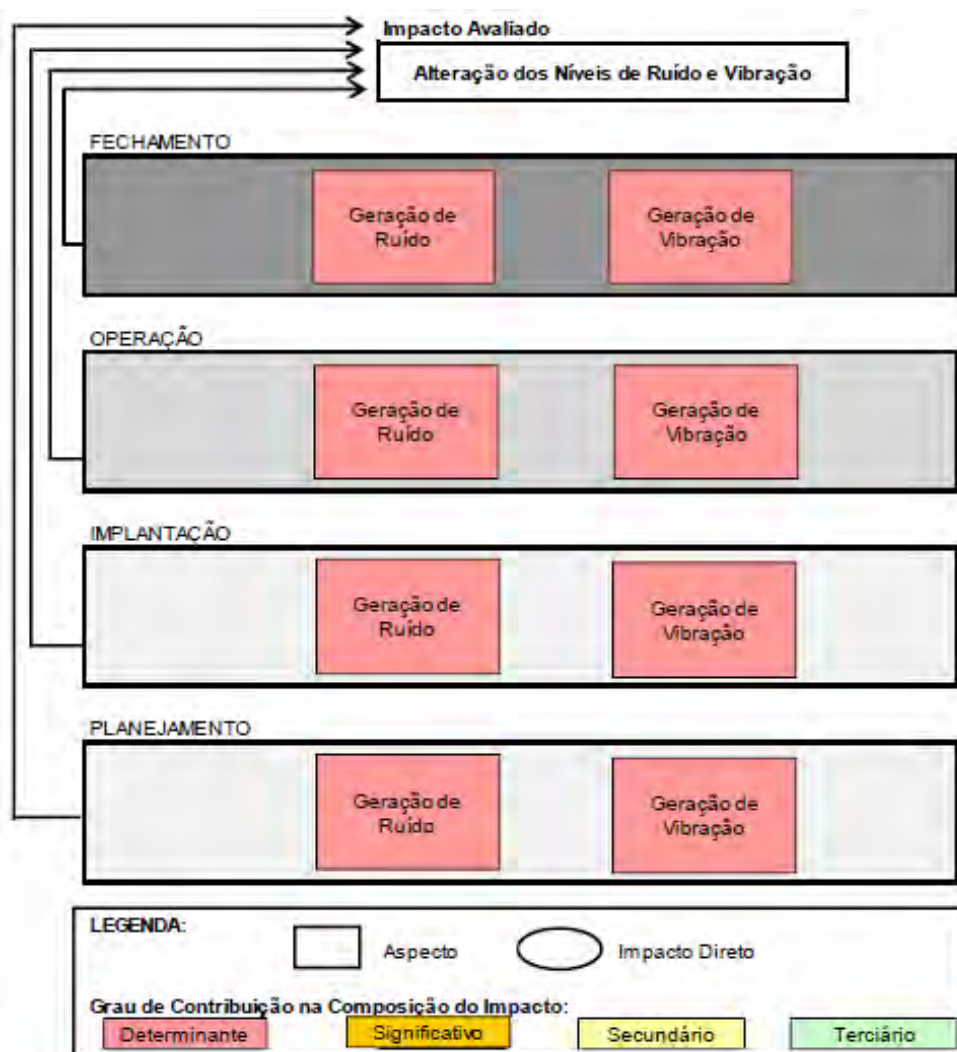 Impacto Avaliado
Alteração dos Níveis de Ruído e Vibração
FECHAMENTO
Geração de
Ruído
Geração de
Vibração
OPERAÇÃO
Geração de
Ruído
Geração de
Vibração
IMPLANTAÇÃO
Geração de
Ruído
Geração de
Vibração
PLANEJAMENTO
Geração de
Ruído
Geração de
Vibração
LEGENDA:
Aspecto
Impacto Direto
Grau de Contribuição na Composição do Impacto:
Determinante
Significativo
Secundário
Terciário